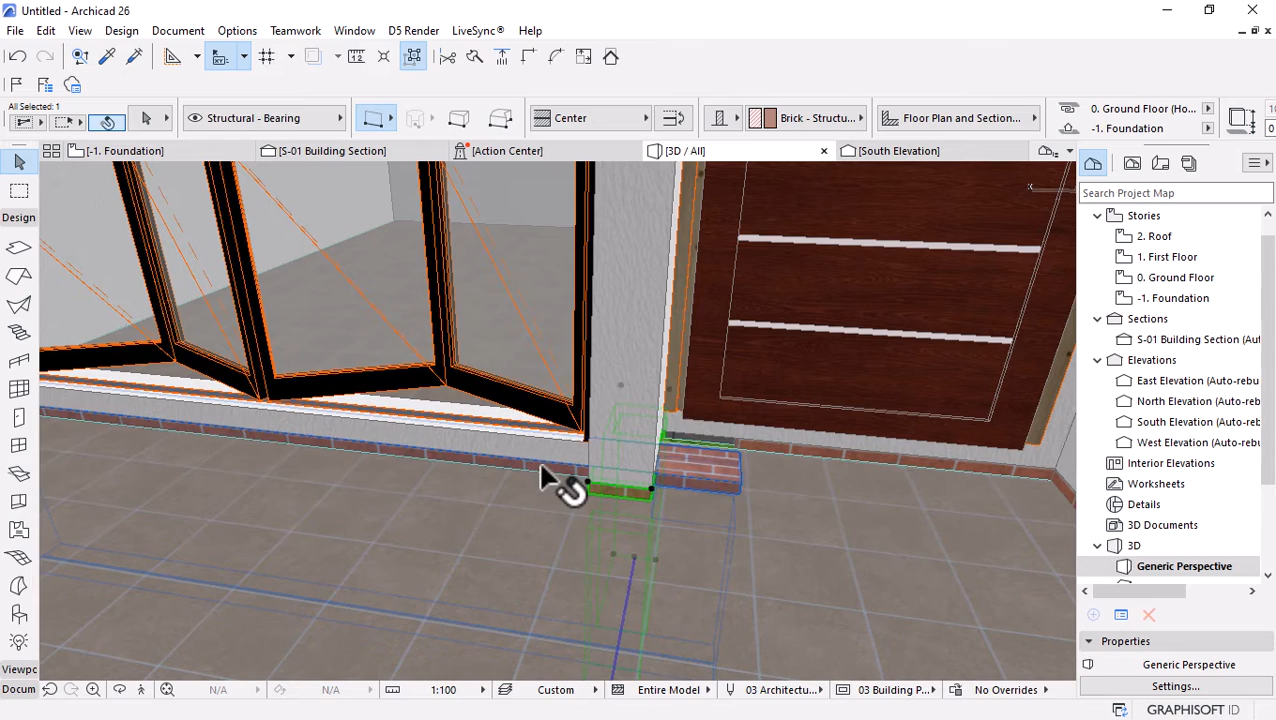 Untitled - Archicad 26
File Edit View Design Document Options Teamwork Window D5 Render LiveSync® Help
All Selected: 1
Structural - Bearing
Center
Brick - Structu...
Floor Plan and Section...
0. Ground Floor (Ho...
-1. Foundation
[-1. Foundation]
[S-01 Building Section]
[Action Center]
[3D / All]
[South Elevation]
Design
Search Project Map
Stories
2. Roof
1. First Floor
0. Ground Floor
-1. Foundation
Sections
S-01 Building Section (Aut
Elevations
East Elevation (Auto-rebu
North Elevation (Auto-reb
South Elevation (Auto-reb
West Elevation (Auto-rebu
Interior Elevations
Worksheets
Details
3D Documents
3D
Generic Perspective
Properties
Generic Perspective
Settings...
Viewpc
Docum
N/A
N/A
1:100
Custom
Entire Model
03 Architectu...
03 Building P...
No Overrides
GRAPHISOFT ID